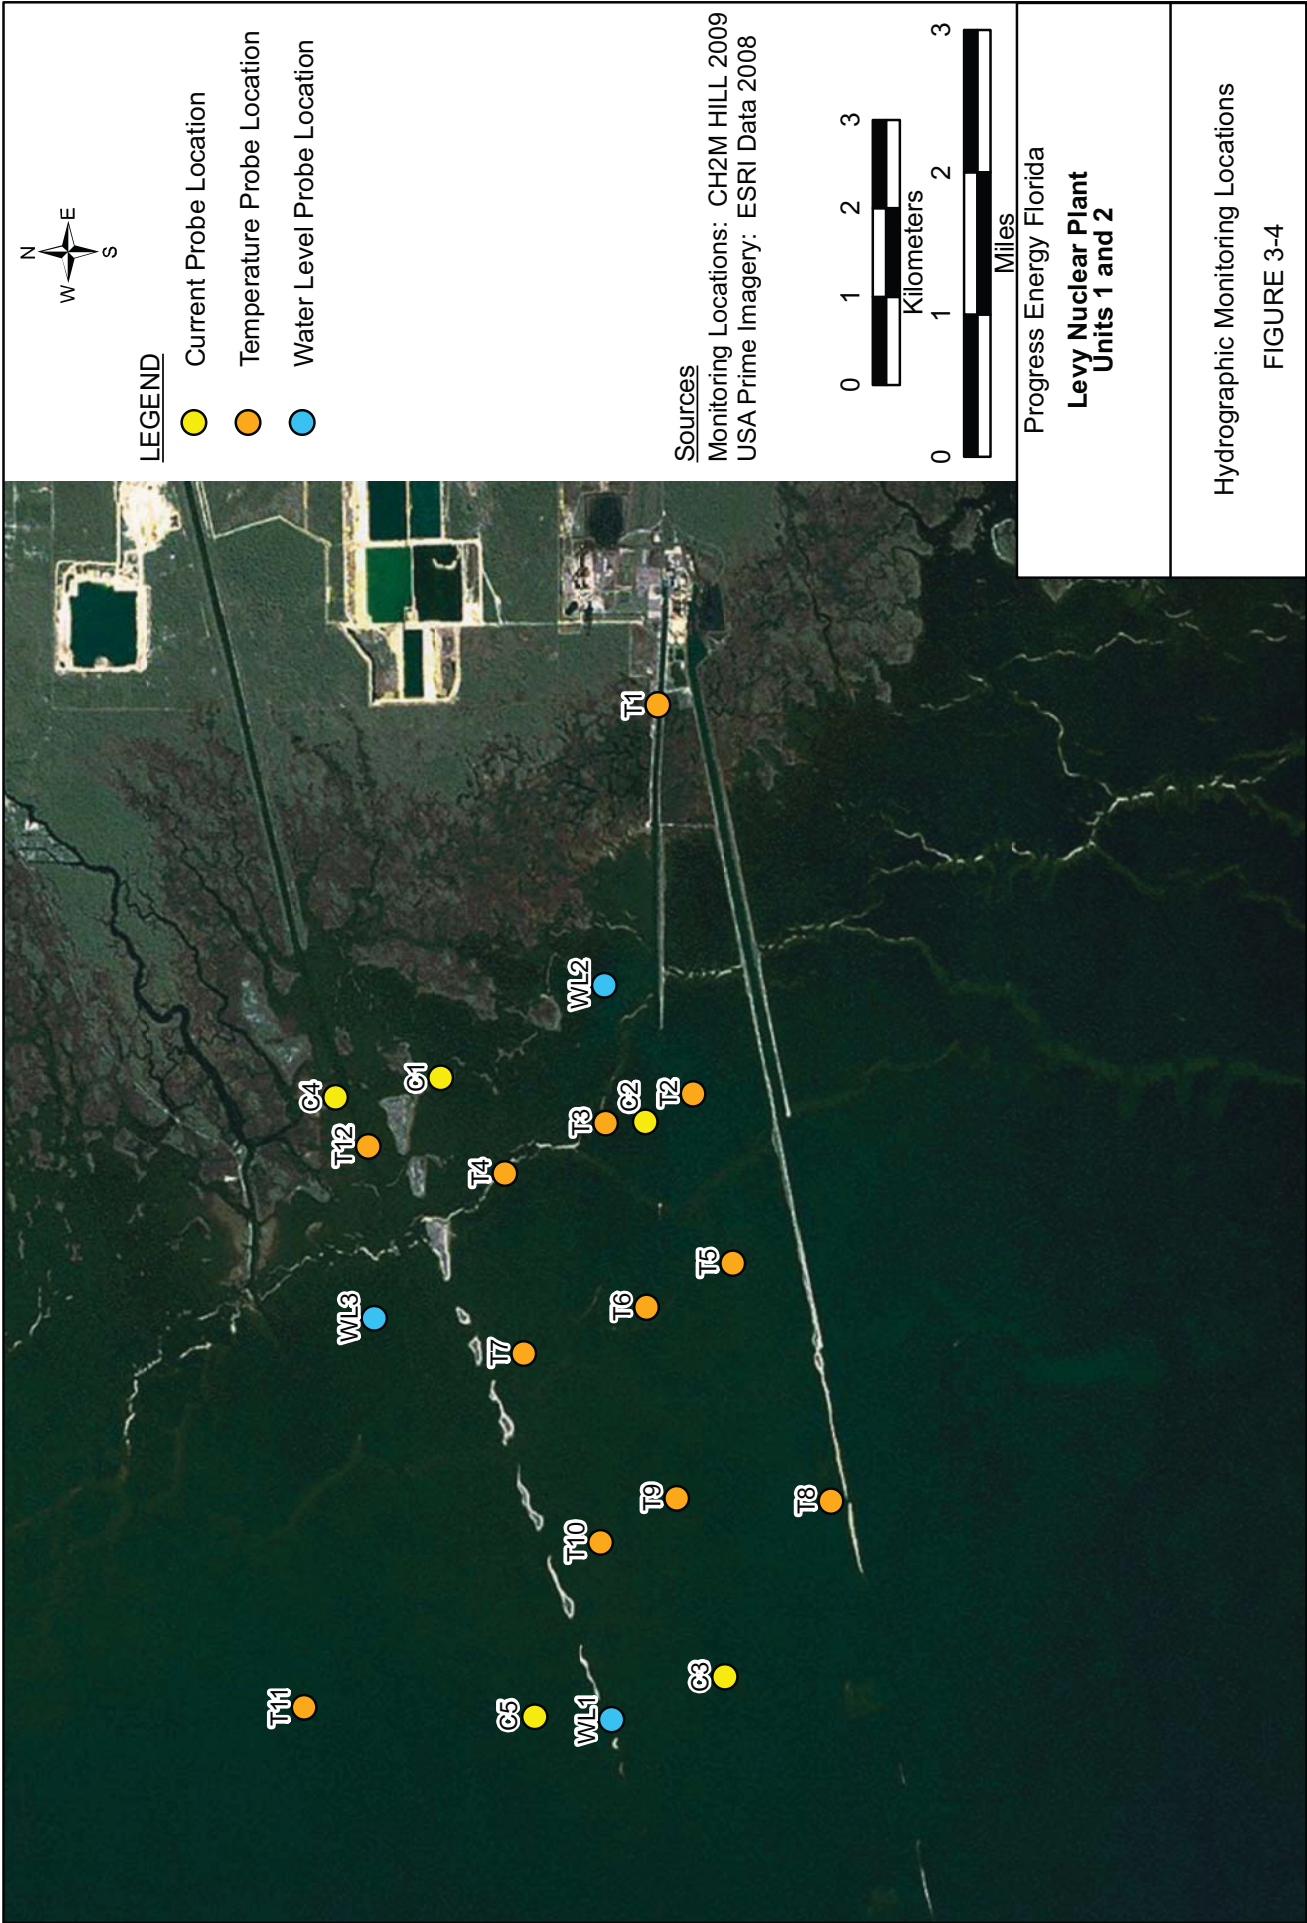 N
W
E
S
LEGEND
Current Probe Location
Temperature Probe Location
Water Level Probe Location
T11
C5
WL1
C3
T10
T9
T8
WL3
T7
T6
T5
T12
C4
C1
T4
T3
C2
T2
WL2
T1
Sources
Monitoring Locations: CH2M HILL 2009
USA Prime Imagery: ESRI Data 2008
0 1 2 3
Kilometers
0 1 2 3
Miles
Progress Energy Florida
Levy Nuclear Plant
Units 1 and 2
Hydrographic Monitoring Locations
FIGURE 3-4